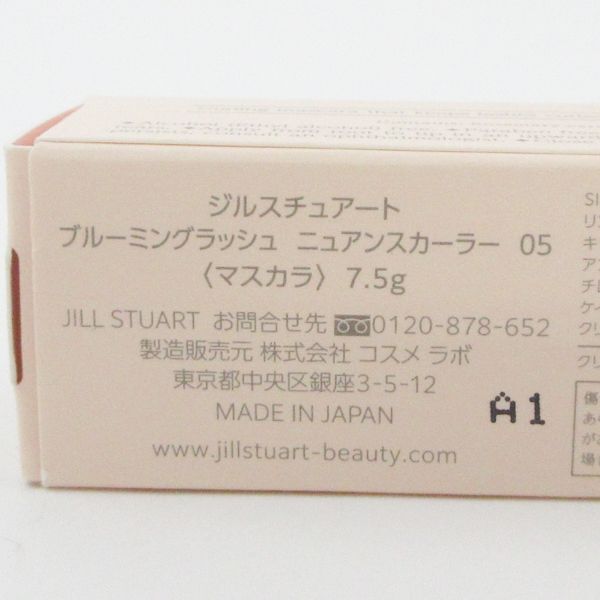 ジルスチュアート
ブルーミングラッシュ ニュアンスカーラー 05
〈マスカラ〉 7.5g
JILL STUART お問合せ先 0120-878-652
製造販売元 株式会社 コスメ ラボ
東京都中央区銀座3-5-12
MADE IN JAPAN
A1
www.jillstuart-beauty.com